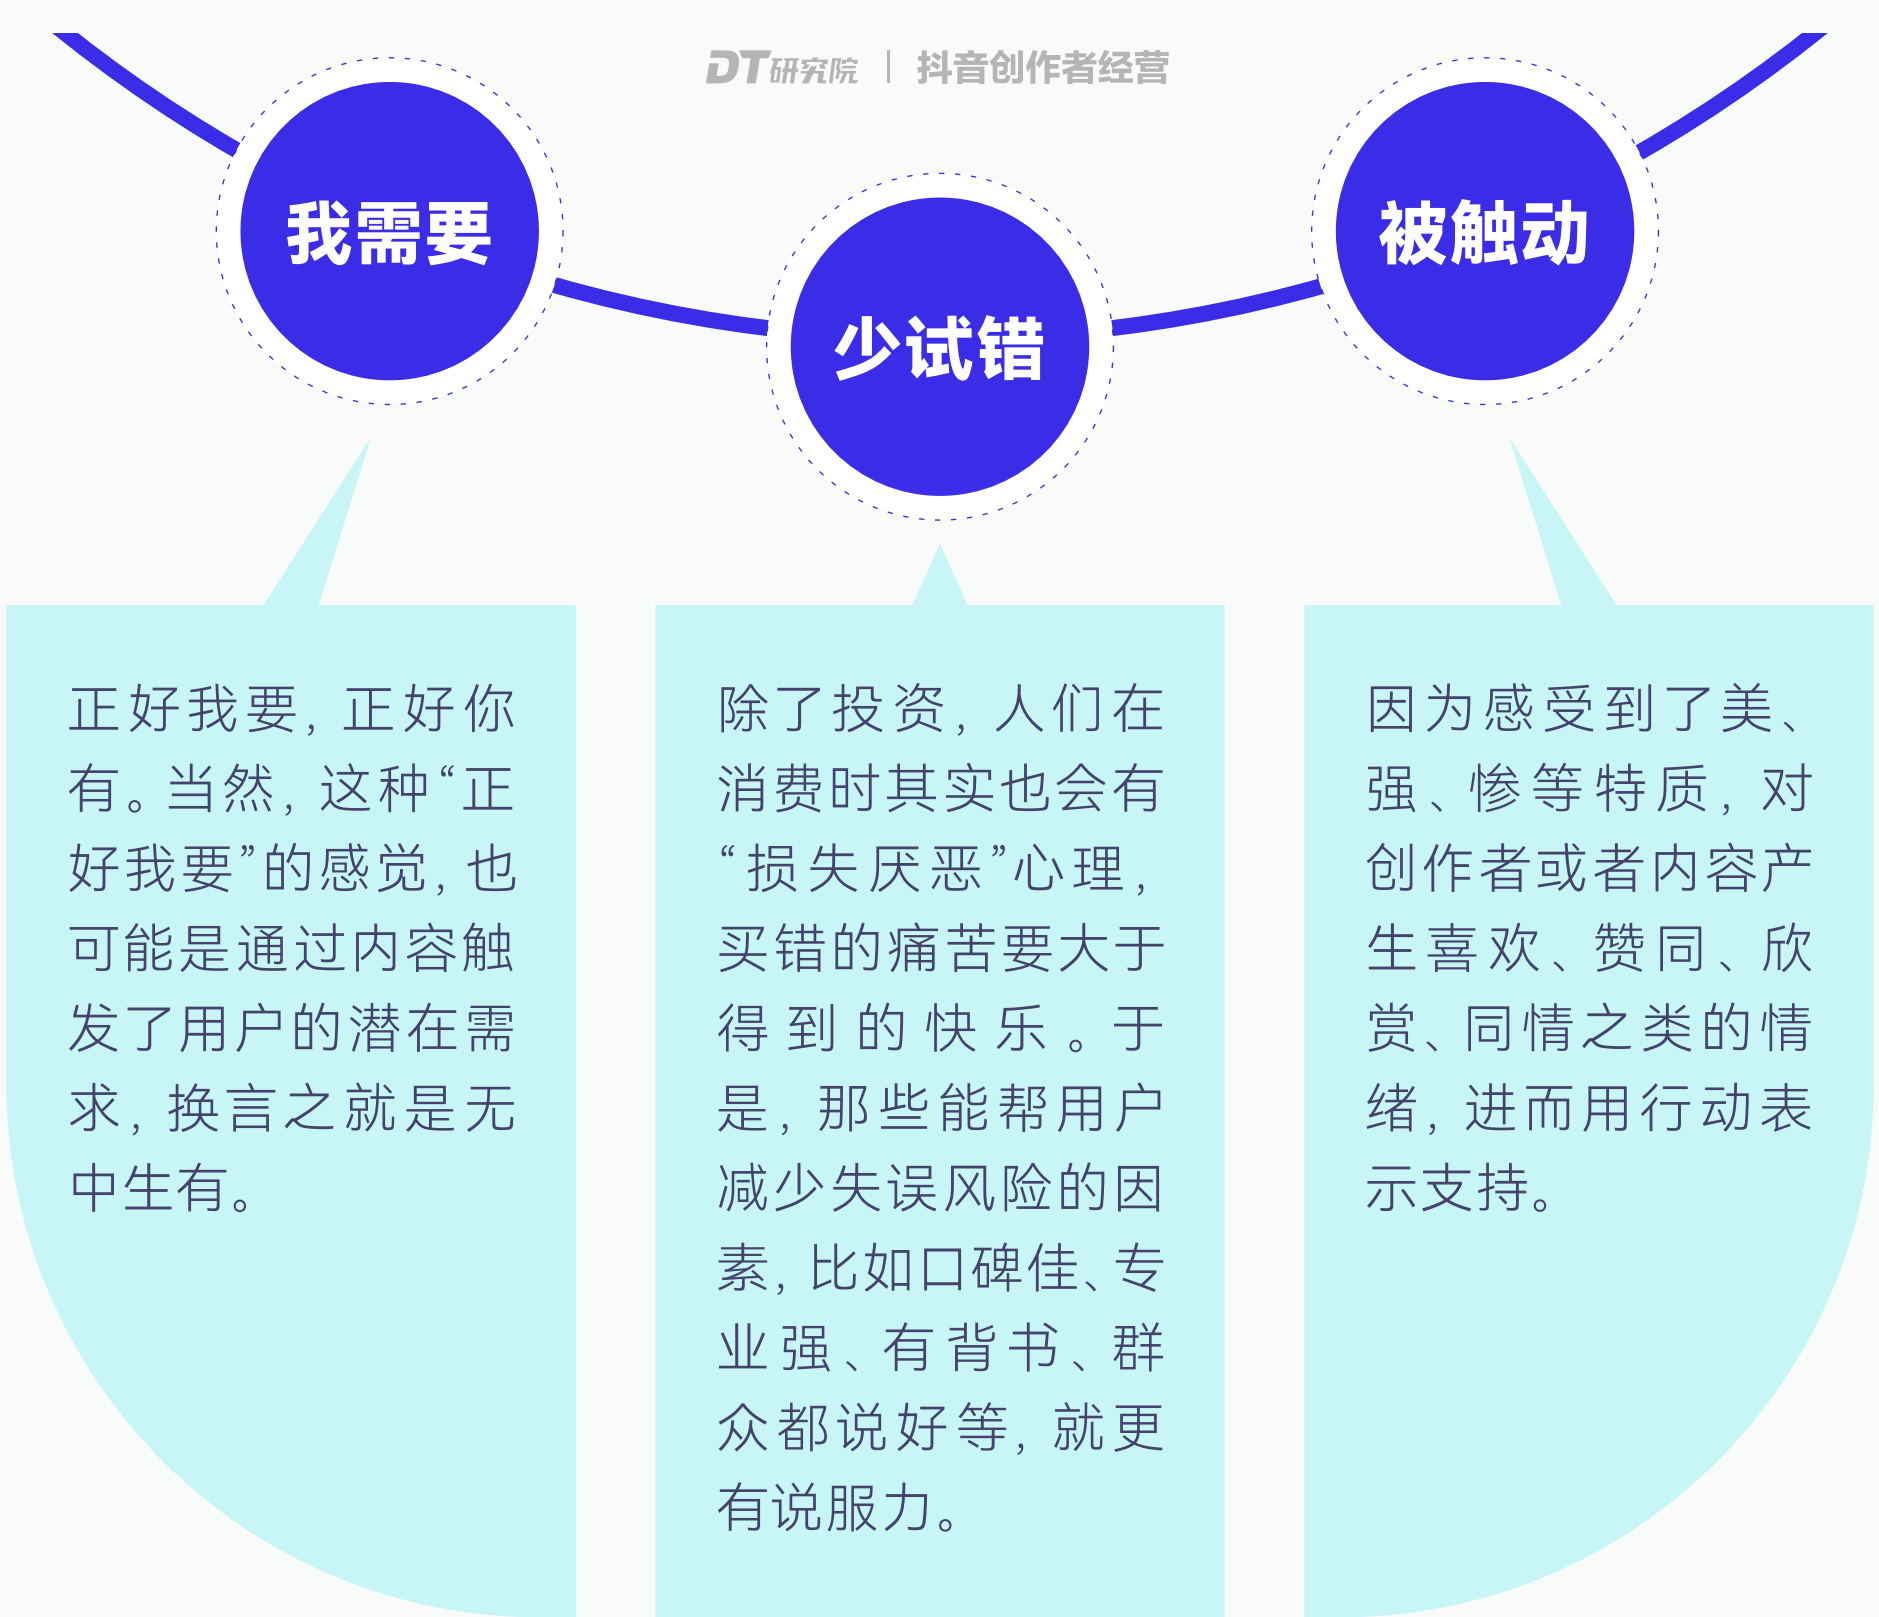 DT研究院 | 抖音创作者经营
我需要
少试错
被触动
正好我要，正好你
有。当然，这种“正
好我要”的感觉，也
可能是通过内容触
发了用户的潜在需
求，换言之就是无
中生有。
除了投资，人们在
消费时其实也会有
“损失厌恶”心理，
买错的痛苦要大于
得到的快乐。于
是，那些能帮用户
减少失误风险的因
素，比如口碑佳、专
业强、有背书、群
众都说好等，就更
有说服力。
因为感受到了美、
强、惨等特质，对
创作者或者内容产
生喜欢、赞同、欣
赏、同情之类的情
绪，进而用行动表
示支持。